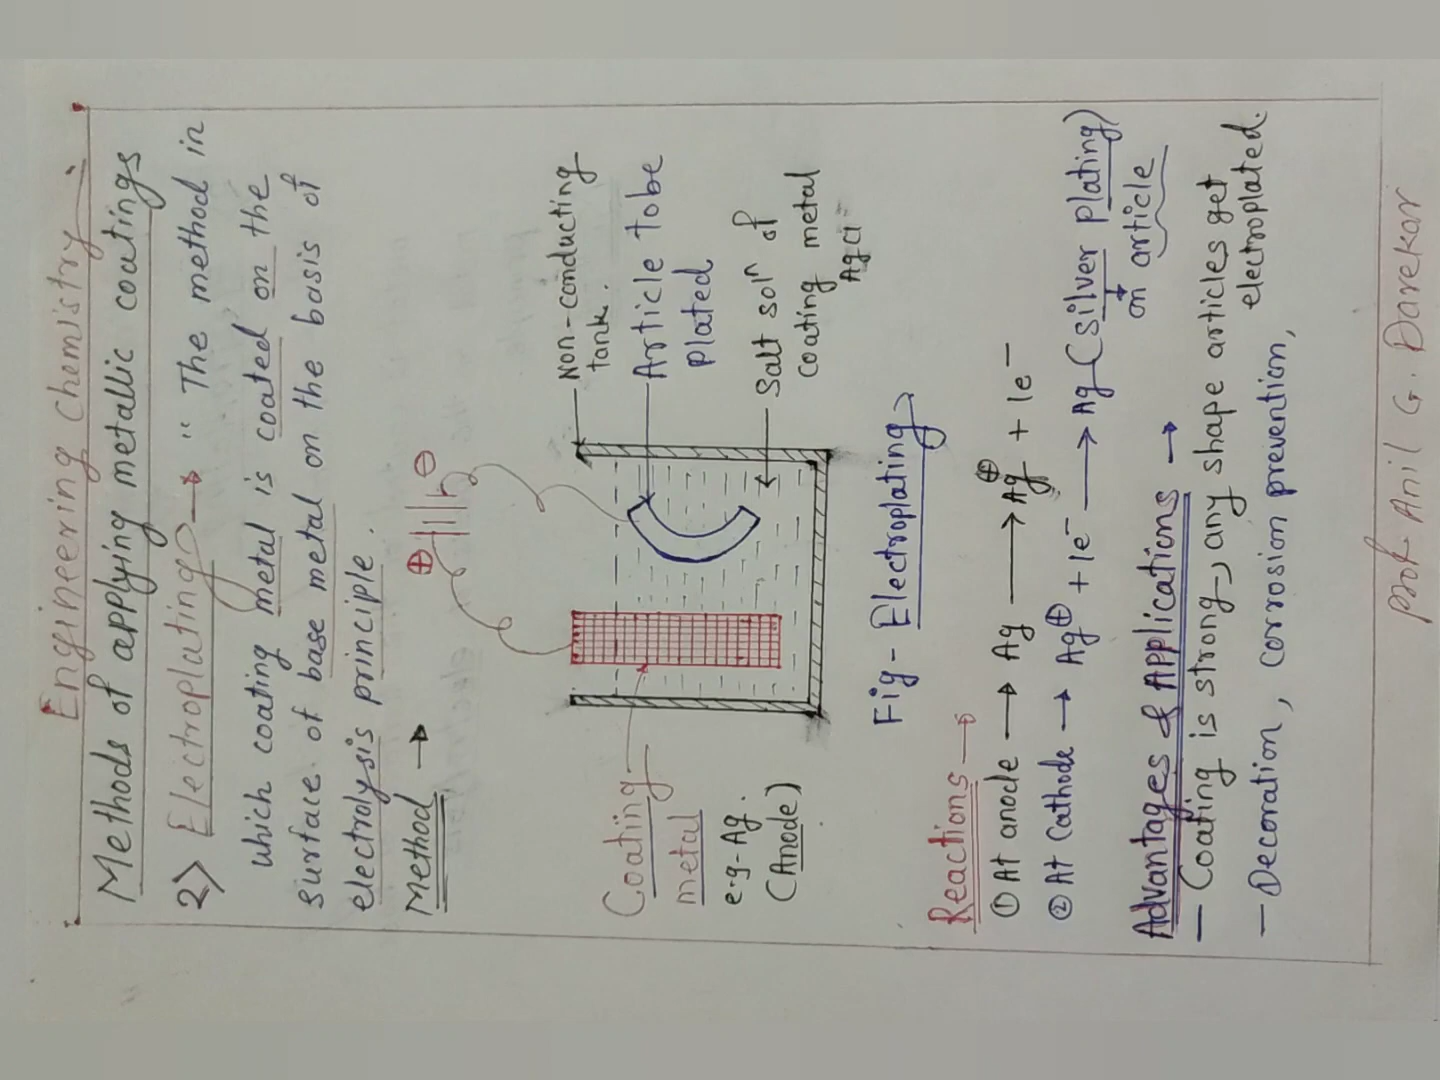 Engineering chemistry
Methods of applying metallic coatings
2> Electroplating → " The method in
which coating metal is coated on the
surface of base metal on the basis of
electrolysis principle.
Method →
⊕ ⊖
Non-conducting
tank.
Article to be
plated
Salt solⁿ of
coating metal
AgCl
Coating
metal
e.g-Ag.
(Anode)
Fig - Electroplating
Reactions →
① At anode → Ag ⟶ Ag⊕ + 1e⁻
② At Cathode → Ag⊕ + 1e⁻ ⟶ Ag (silver plating)
↓
on article
Advantages & Applications →
- Coating is strong, any shape articles get
electroplated.
- Decoration, corrosion prevention,
Prof. Anil G. Darekar